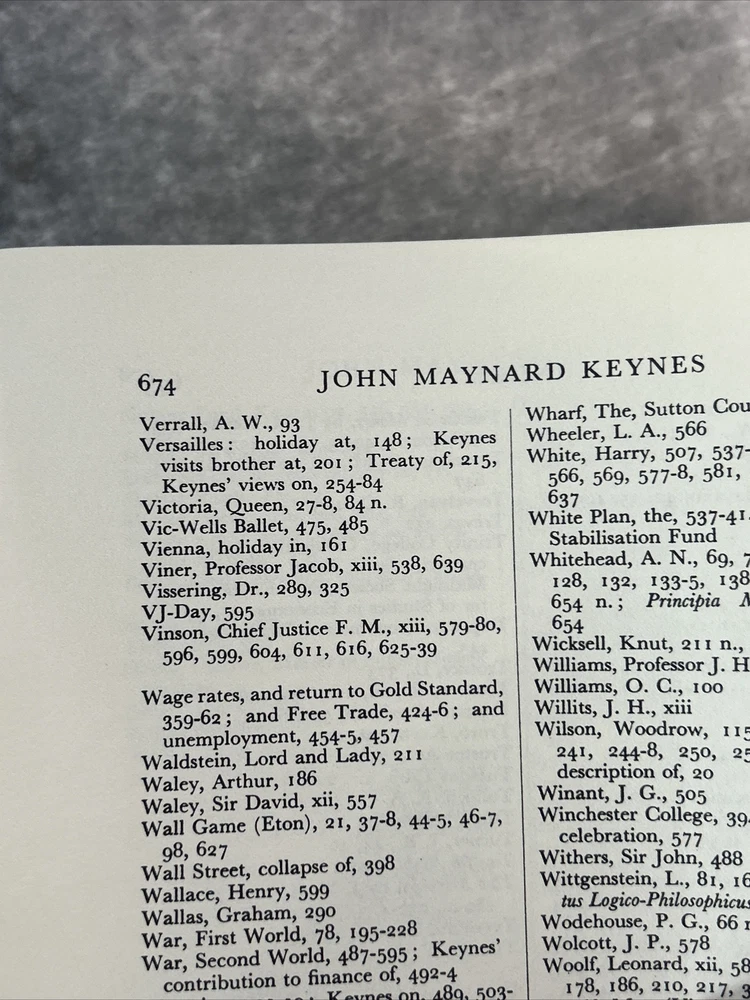 674
JOHN MAYNARD KEYNES
Verrall, A. W., 93
Versailles: holiday at, 148; Keynes
visits brother at, 201; Treaty of, 215,
Keynes' views on, 254-84
Victoria, Queen, 27-8, 84 n.
Vic-Wells Ballet, 475, 485
Vienna, holiday in, 161
Viner, Professor Jacob, xiii, 538, 639
Vissering, Dr., 289, 325
VJ-Day, 595
Vinson, Chief Justice F. M., xiii, 579-80,
596, 599, 604, 611, 616, 625-39
Wage rates, and return to Gold Standard,
359-62; and Free Trade, 424-6; and
unemployment, 454-5, 457
Waldstein, Lord and Lady, 211
Waley, Arthur, 186
Waley, Sir David, xii, 557
Wall Game (Eton), 21, 37-8, 44-5, 46-7,
98, 627
Wall Street, collapse of, 398
Wallace, Henry, 599
Wallas, Graham, 290
War, First World, 78, 195-228
War, Second World, 487-595; Keynes'
contribution to finance of, 492-4
Keynes on, 489, 503-
Wharf, The, Sutton
Wheeler, L. A., 566
White, Harry, 507, 537-
566, 569, 577-8, 581,
637
White Plan, the, 537-41
Stabilisation Fund
Whitehead, A. N., 69,
128, 132, 133-5, 138
654 n.; Principia
654
Wicksell, Knut, 211 n.,
Williams, Professor J. H
Williams, O. C., 100
Willits, J. H., xiii
Wilson, Woodrow,
241, 244-8, 250,
description of, 20
Winant, J. G., 505
Winchester College,
celebration, 577
Withers, Sir John, 488
Wittgenstein, L., 81,
tus Logico-Philosophicus
Wodehouse, P. G., 66
Wolcott, J. P., 578
Woolf, Leonard, xii,
178, 186, 210, 217,